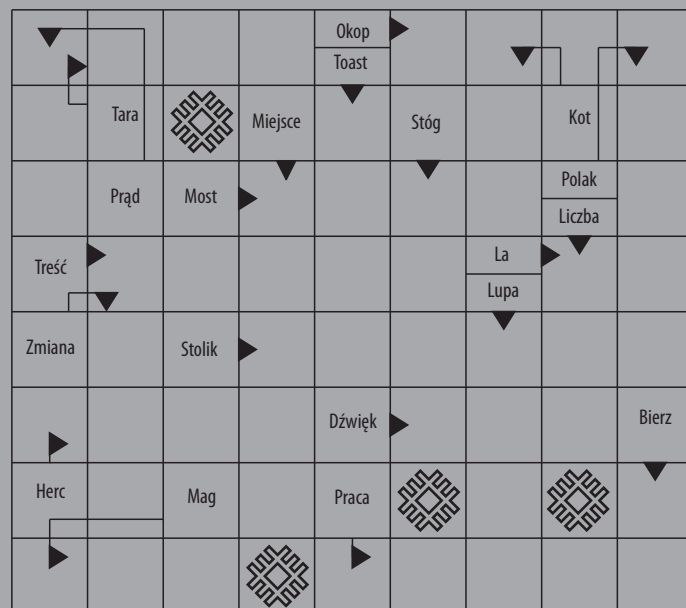 Okop
Toast
Tara
Miejsce
Stóg
Kot
Prąd
Most
Polak
Liczba
Treść
La
Lupa
Zmiana
Stolik
Dźwięk
Bierz
Herc
Mag
Praca